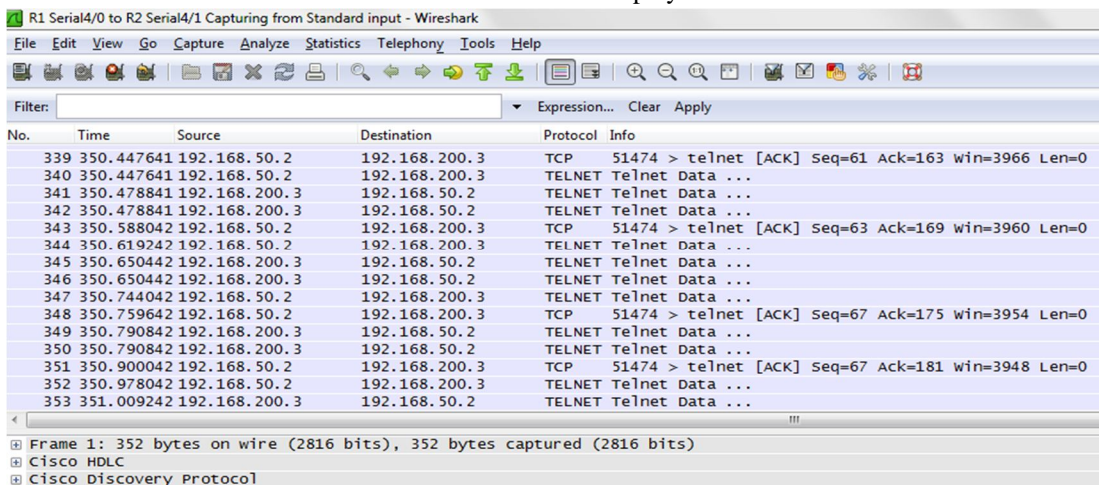 R1 Serial4/0 to R2 Serial4/1 Capturing from Standard input - Wireshark
File Edit View Go Capture Analyze Statistics Telephony Tools Help
Filter: Expression... Clear Apply
No. Time Source Destination Protocol Info
339 350.447641 192.168.50.2 192.168.200.3 TCP 51474 > telnet [ACK] Seq=61 Ack=163 Win=3966 Len=0
340 350.447641 192.168.50.2 192.168.200.3 TELNET Telnet Data ...
341 350.478841 192.168.200.3 192.168.50.2 TELNET Telnet Data ...
342 350.478841 192.168.200.3 192.168.50.2 TELNET Telnet Data ...
343 350.588042 192.168.50.2 192.168.200.3 TCP 51474 > telnet [ACK] Seq=63 Ack=169 Win=3960 Len=0
344 350.619242 192.168.50.2 192.168.200.3 TELNET Telnet Data ...
345 350.650442 192.168.200.3 192.168.50.2 TELNET Telnet Data ...
346 350.650442 192.168.200.3 192.168.50.2 TELNET Telnet Data ...
347 350.744042 192.168.50.2 192.168.200.3 TELNET Telnet Data ...
348 350.759642 192.168.50.2 192.168.200.3 TCP 51474 > telnet [ACK] Seq=67 Ack=175 Win=3954 Len=0
349 350.790842 192.168.200.3 192.168.50.2 TELNET Telnet Data ...
350 350.790842 192.168.200.3 192.168.50.2 TELNET Telnet Data ...
351 350.900042 192.168.50.2 192.168.200.3 TCP 51474 > telnet [ACK] Seq=67 Ack=181 Win=3948 Len=0
352 350.978042 192.168.50.2 192.168.200.3 TELNET Telnet Data ...
353 351.009242 192.168.200.3 192.168.50.2 TELNET Telnet Data ...
Frame 1: 352 bytes on wire (2816 bits), 352 bytes captured (2816 bits)
Cisco HDLC
Cisco Discovery Protocol